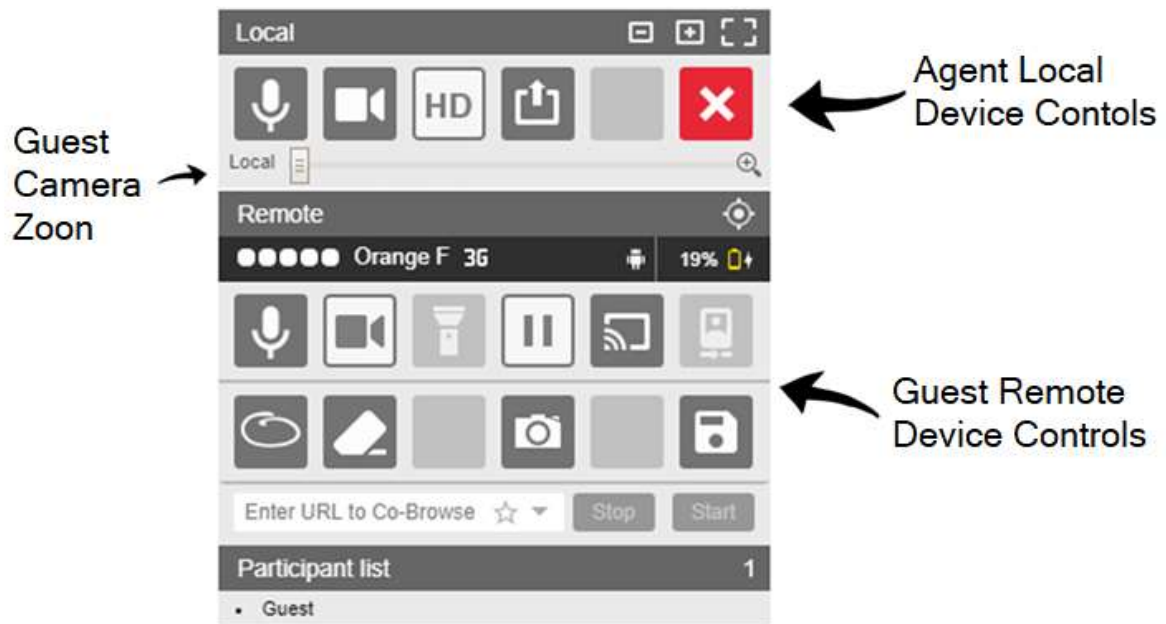 Local
HD
Agent Local
Device Contols
Guest
Camera
Zoon
Local
Remote
Orange F 3G
19%
Guest Remote
Device Controls
Enter URL to Co-Browse
Stop
Start
Participant list
1
• Guest